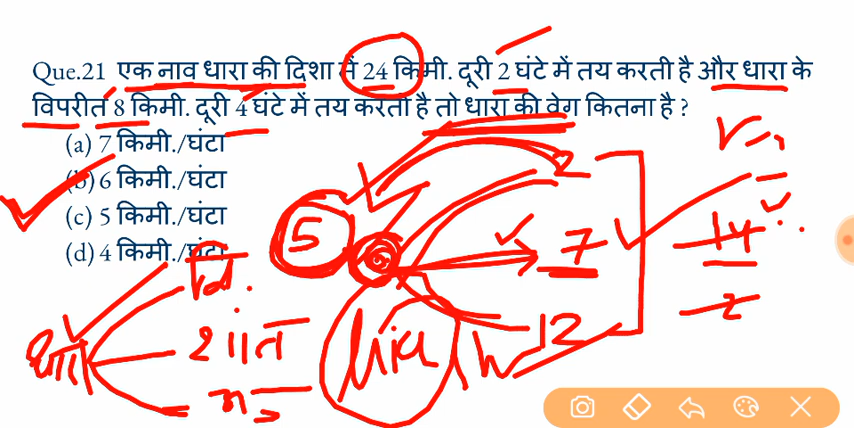 Que.21 एक नाव धारा की दिशा में 24 किमी. दूरी 2 घंटे में तय करती है और धारा के
विपरीत 8 किमी. दूरी 4 घंटे में तय करती है तो धारा की वेग कितना है ?
(a) 7 किमी./घंटा
(b) 6 किमी./घंटा
(c) 5 किमी./घंटा
(d) 4 किमी./घंटा
2
5
7
14
2
12